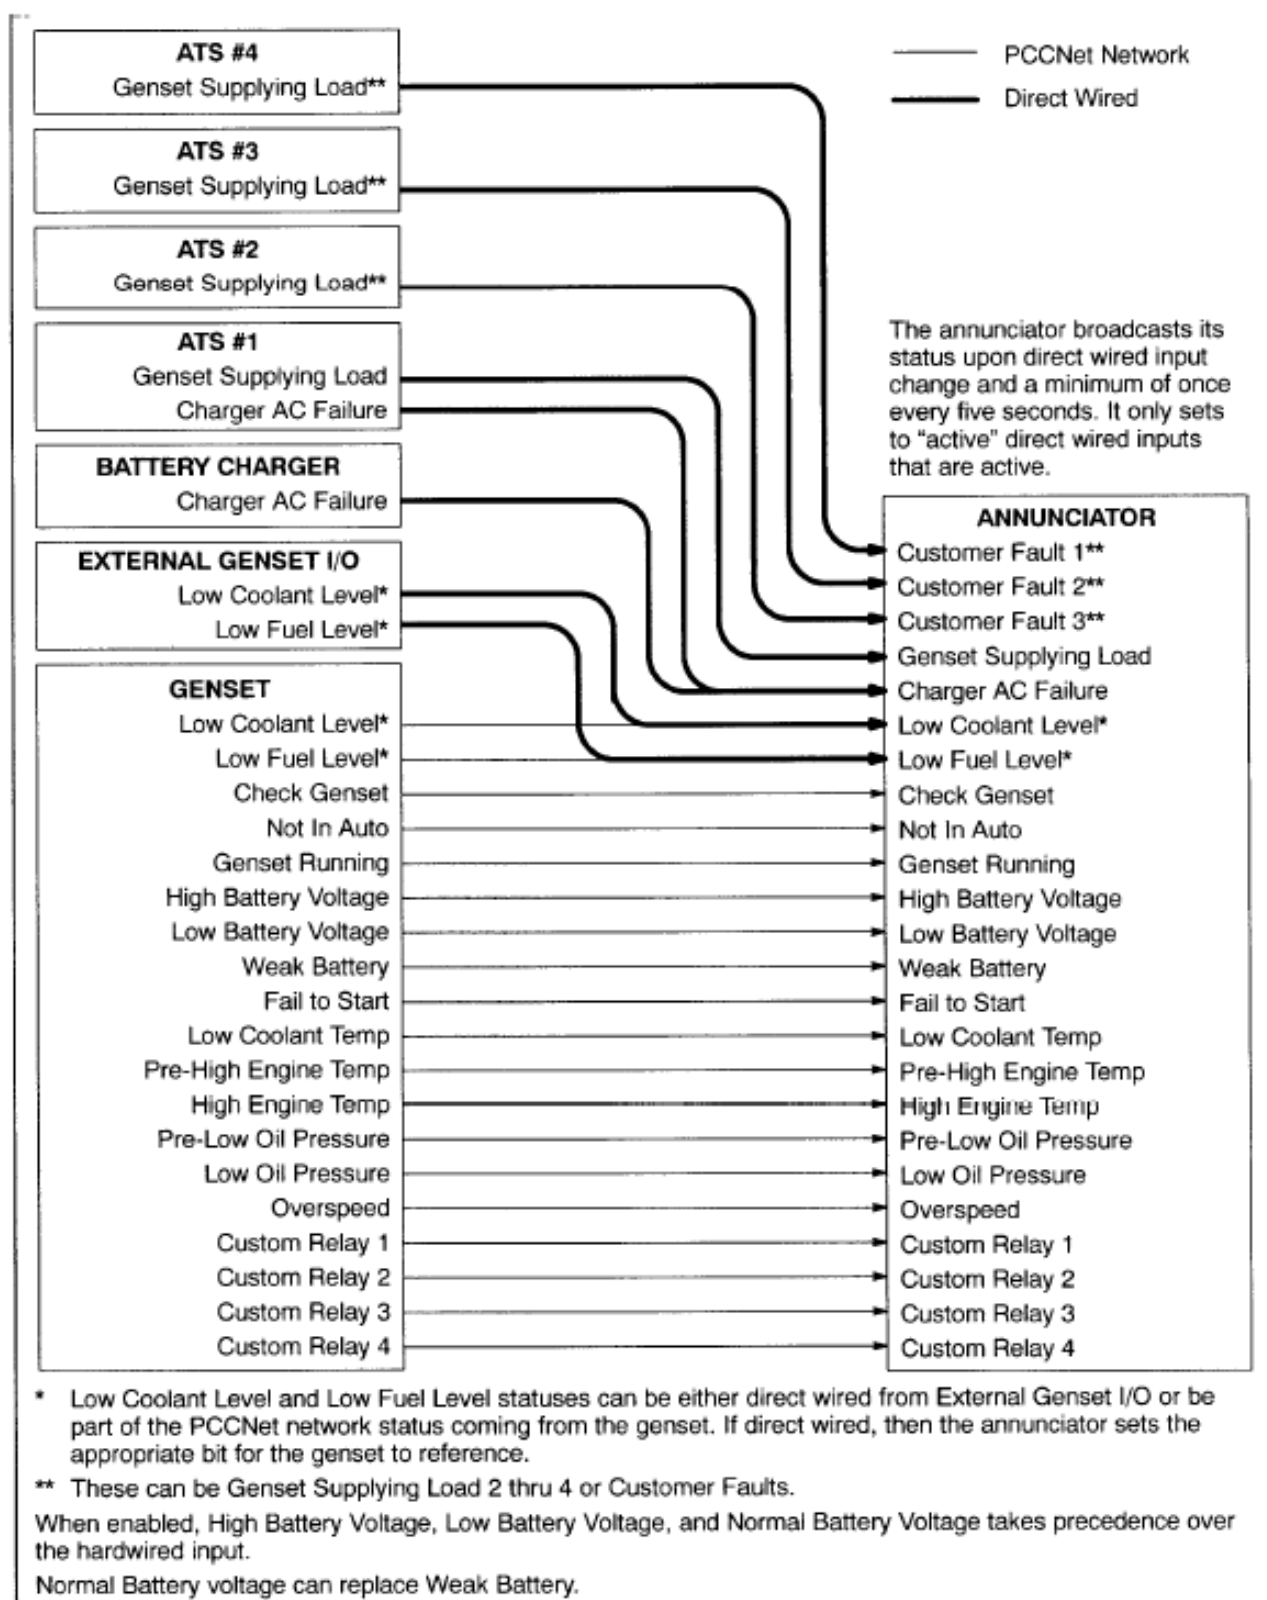 ATS #4
Genset Supplying Load**
ATS #3
Genset Supplying Load**
ATS #2
Genset Supplying Load**
ATS #1
Genset Supplying Load
Charger AC Failure
BATTERY CHARGER
Charger AC Failure
EXTERNAL GENSET I/O
Low Coolant Level*
Low Fuel Level*
GENSET
Low Coolant Level*
Low Fuel Level*
Check Genset
Not In Auto
Genset Running
High Battery Voltage
Low Battery Voltage
Weak Battery
Fail to Start
Low Coolant Temp
Pre-High Engine Temp
High Engine Temp
Pre-Low Oil Pressure
Low Oil Pressure
Overspeed
Custom Relay 1
Custom Relay 2
Custom Relay 3
Custom Relay 4
PCCNet Network
Direct Wired
The annunciator broadcasts its
status upon direct wired input
change and a minimum of once
every five seconds. It only sets
to “active” direct wired inputs
that are active.
ANNUNCIATOR
Customer Fault 1**
Customer Fault 2**
Customer Fault 3**
Genset Supplying Load
Charger AC Failure
Low Coolant Level*
Low Fuel Level*
Check Genset
Not In Auto
Genset Running
High Battery Voltage
Low Battery Voltage
Weak Battery
Fail to Start
Low Coolant Temp
Pre-High Engine Temp
High Engine Temp
Pre-Low Oil Pressure
Low Oil Pressure
Overspeed
Custom Relay 1
Custom Relay 2
Custom Relay 3
Custom Relay 4
* Low Coolant Level and Low Fuel Level statuses can be either direct wired from External Genset I/O or be
part of the PCCNet network status coming from the genset. If direct wired, then the annunciator sets the
appropriate bit for the genset to reference.
** These can be Genset Supplying Load 2 thru 4 or Customer Faults.
When enabled, High Battery Voltage, Low Battery Voltage, and Normal Battery Voltage takes precedence over
the hardwired input.
Normal Battery voltage can replace Weak Battery.